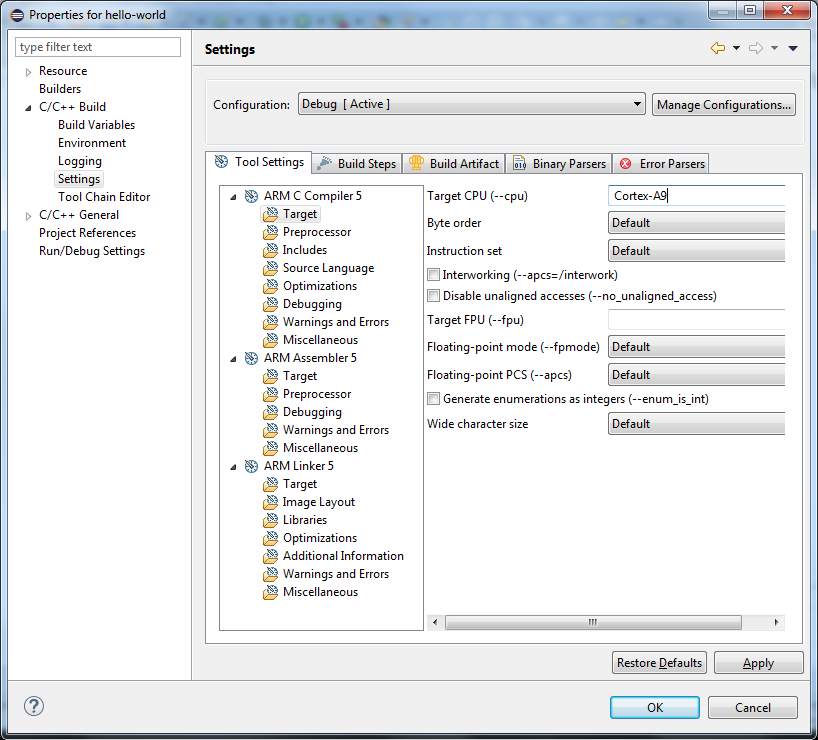 Properties for hello-world
type filter text
Settings
Resource
Builders
C/C++ Build
Build Variables
Environment
Logging
Settings
Tool Chain Editor
C/C++ General
Project References
Run/Debug Settings
Configuration: Debug [ Active ] Manage Configurations...
Tool Settings Build Steps Build Artifact Binary Parsers Error Parsers
ARM C Compiler 5
Target
Preprocessor
Includes
Source Language
Optimizations
Debugging
Warnings and Errors
Miscellaneous
ARM Assembler 5
Target
Preprocessor
Debugging
Warnings and Errors
Miscellaneous
ARM Linker 5
Target
Image Layout
Libraries
Optimizations
Additional Information
Warnings and Errors
Miscellaneous
Target CPU (--cpu) Cortex-A9
Byte order Default
Instruction set Default
Interworking (--apcs=/interwork)
Disable unaligned accesses (--no_unaligned_access)
Target FPU (--fpu)
Floating-point mode (--fpmode) Default
Floating-point PCS (--apcs) Default
Generate enumerations as integers (--enum_is_int)
Wide character size Default
Restore Defaults Apply
? OK Cancel